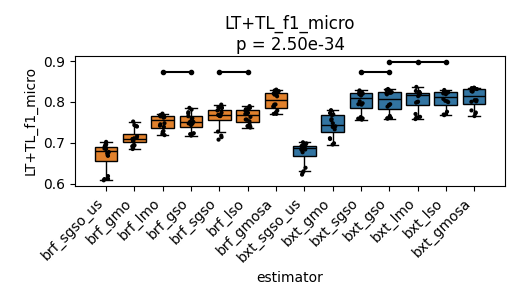 LT+TL_f1_micro
p = 2.50e-34
LT+TL_f1_micro
0.9
0.8
0.7
0.6
brf_sgso_us
brf_gmo
brf_lmo
brf_gso
brf_sgso
brf_lso
brf_gmosa
bxt_sgso_us
bxt_gmo
bxt_sgso
bxt_gso
bxt_lmo
bxt_lso
bxt_gmosa
estimator